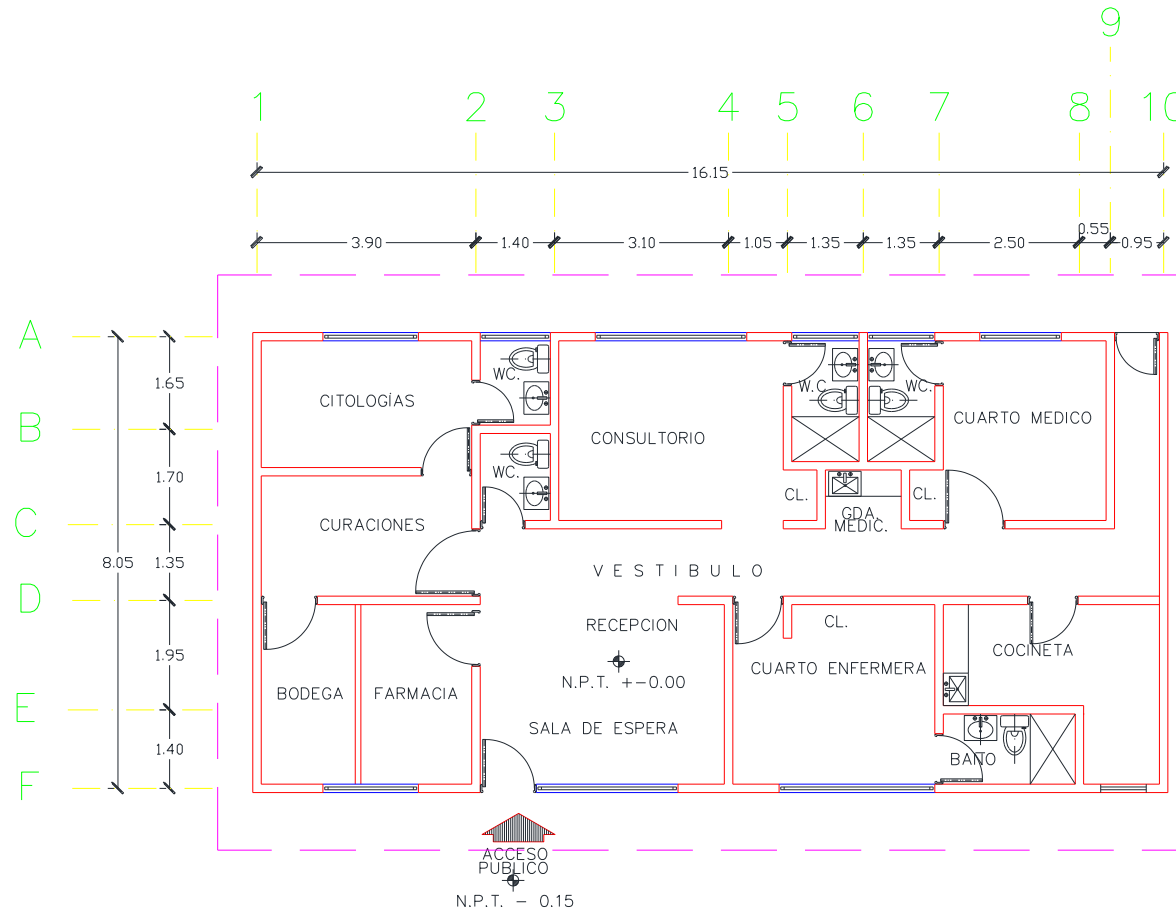 9
1 2 3 4 5 6 7 8 10
16.15
3.90 1.40 3.10 1.05 1.35 1.35 2.50 0.55 0.95
A
B
C
D
E
F
1.65
1.70
8.05
1.35
1.95
1.40
CITOLOGÍAS
WC.
CONSULTORIO
W.C
WC.
CUARTO MEDICO
WC.
CURACIONES
CL.
GDA.
MEDIC.
CL.
VESTIBULO
RECEPCION
N.P.T. +-0.00
CL.
CUARTO ENFERMERA
COCINETA
BODEGA
FARMACIA
SALA DE ESPERA
BAÑO
ACCESO
PUBLICO
N.P.T. - 0.15